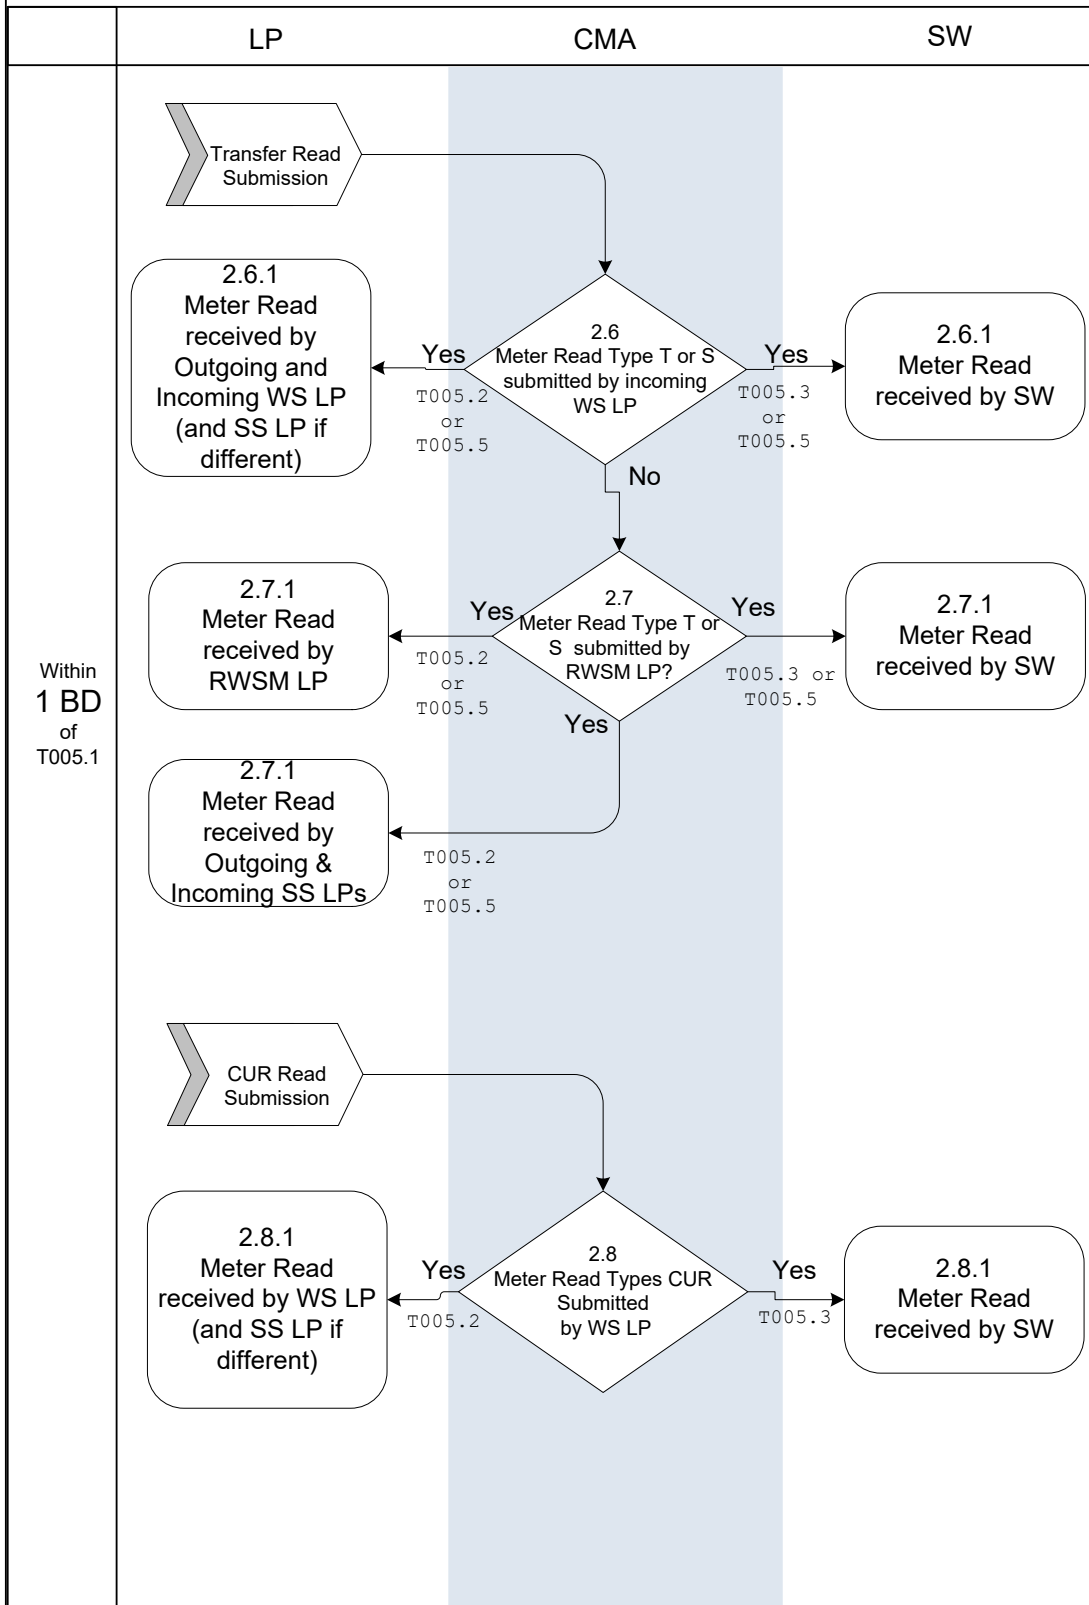 LP
CMA
SW
Transfer Read
Submission
2.6.1
Meter Read
received by
Outgoing and
Incoming WS LP
(and SS LP if
different)
Yes
T005.2
or
T005.5
2.6
Meter Read Type T or S
submitted by incoming
WS LP
Yes
T005.3
or
T005.5
2.6.1
Meter Read
received by SW
No
2.7.1
Meter Read
received by
RWSM LP
Yes
T005.2
or
T005.5
2.7
Meter Read Type T or
S submitted by
RWSM LP?
Yes
T005.3 or
T005.5
2.7.1
Meter Read
received by SW
Within
1 BD
of
T005.1
Yes
2.7.1
Meter Read
received by
Outgoing &
Incoming SS LPs
T005.2
or
T005.5
CUR Read
Submission
2.8.1
Meter Read
received by WS LP
(and SS LP if
different)
Yes
T005.2
2.8
Meter Read Types CUR
Submitted
by WS LP
Yes
T005.3
2.8.1
Meter Read
received by SW